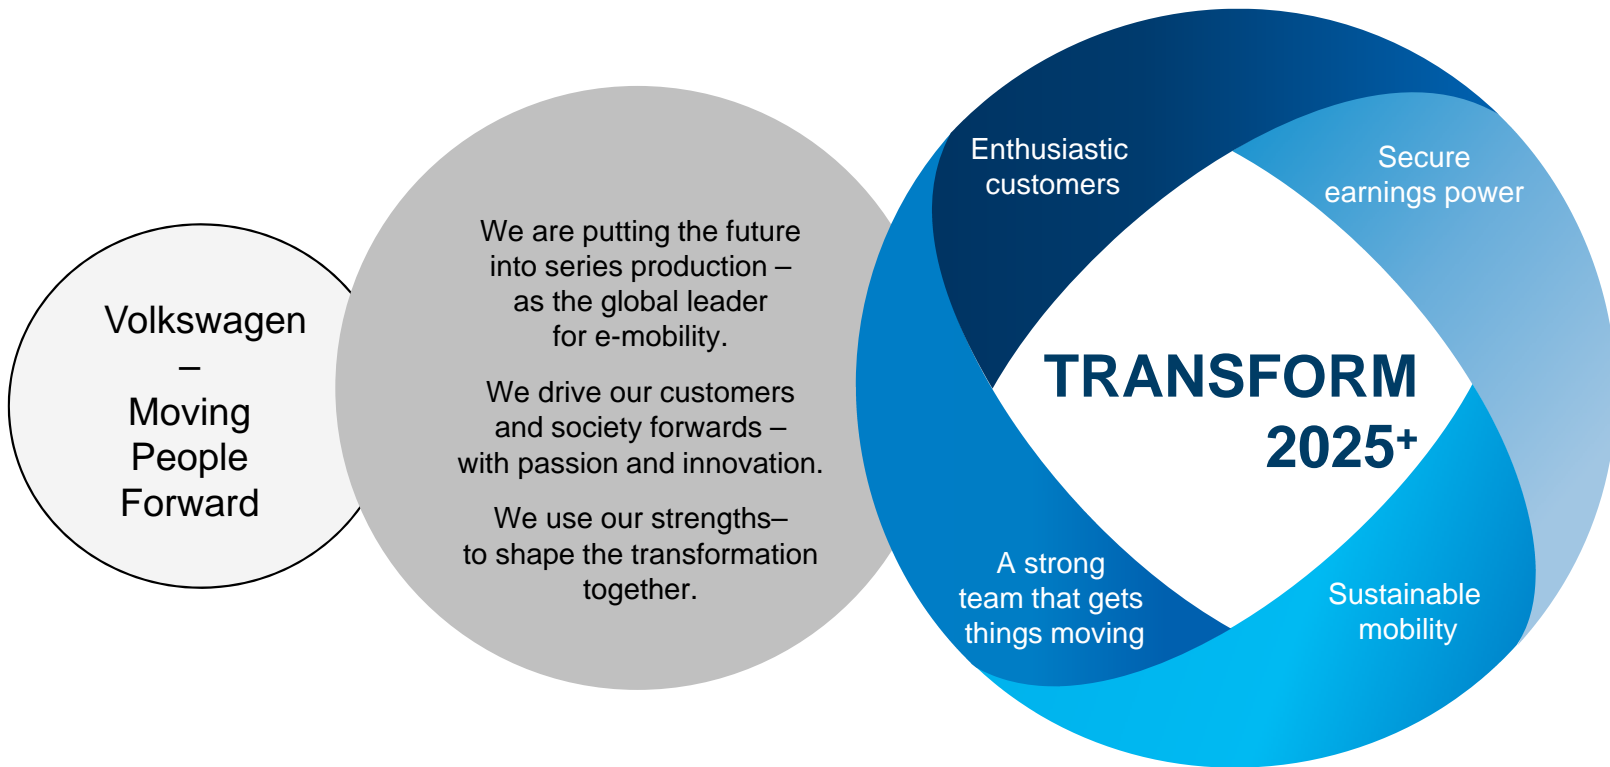 Volkswagen
–
Moving
People
Forward
We are putting the future
into series production –
as the global leader
for e-mobility.
We drive our customers
and society forwards –
with passion and innovation.
We use our strengths–
to shape the transformation
together.
Enthusiastic
customers
Secure
earnings power
TRANSFORM
2025+
A strong
team that gets
things moving
Sustainable
mobility